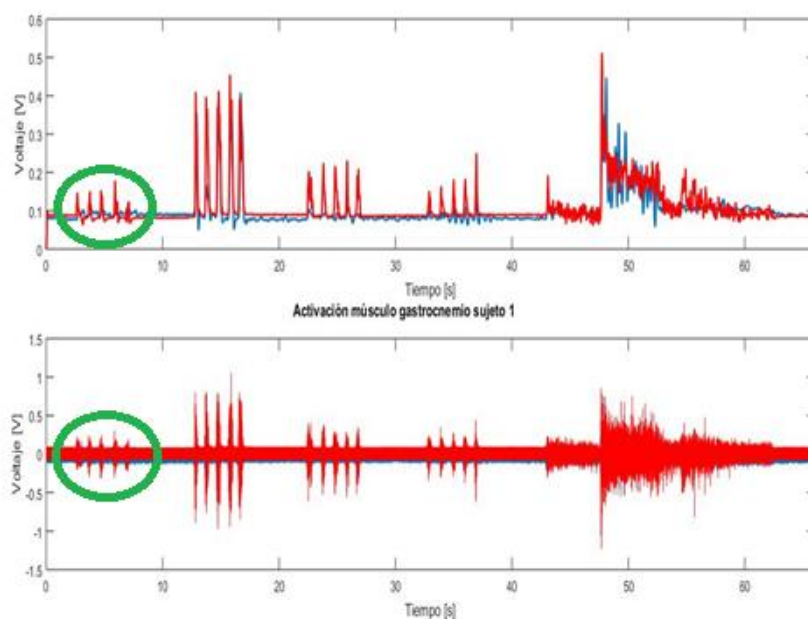 0.6
0.5
0.4
0.3
0.2
0.1
0
Voltaje [V]
0 10 20 30 40 50 60
Tiempo [s]
Activación músculo gastrocnemio sujeto 1
1.5
1
0.5
0
-0.5
-1
-1.5
Voltaje [V]
0 10 20 30 40 50 60
Tiempo [s]